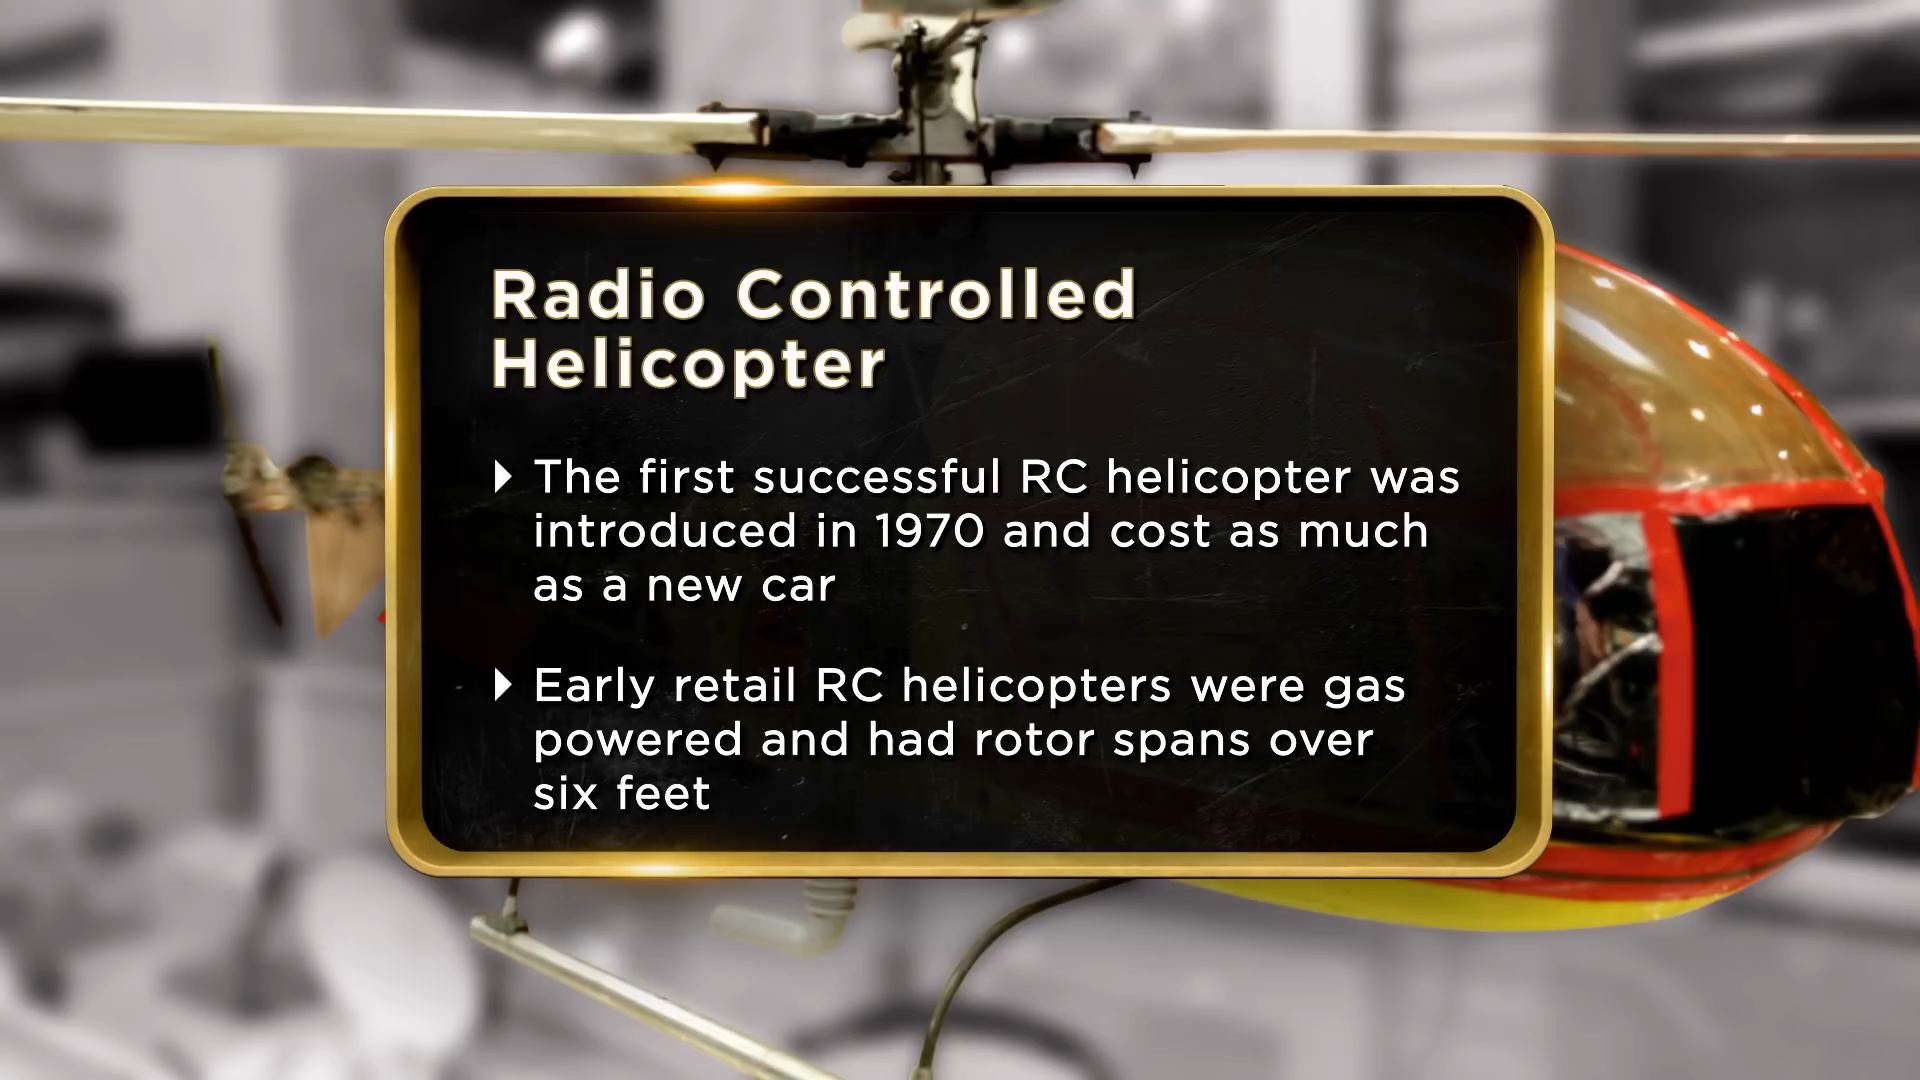 Radio Controlled
Helicopter
The first successful RC helicopter was
introduced in 1970 and cost as much
as a new car
Early retail RC helicopters were gas
powered and had rotor spans over
six feet